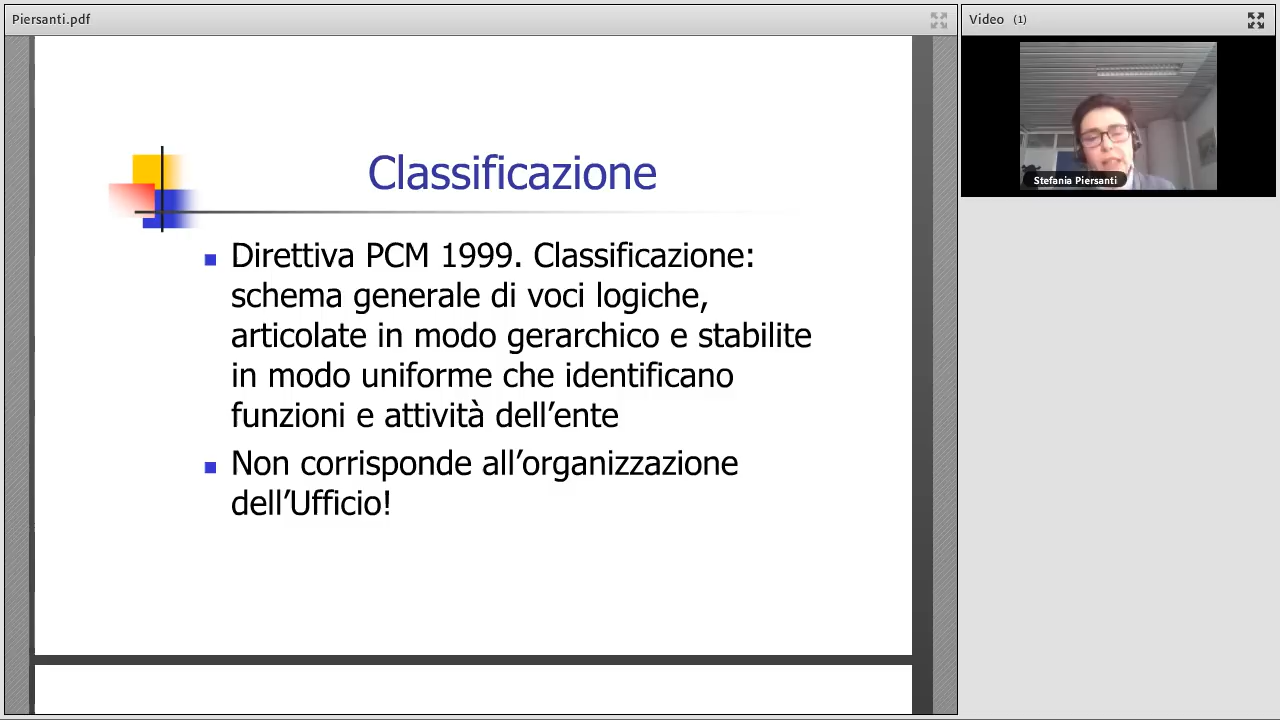 Piersanti.pdf
Video (1)
Stefania Piersanti
Classificazione
Direttiva PCM 1999. Classificazione:
schema generale di voci logiche,
articolate in modo gerarchico e stabilite
in modo uniforme che identificano
funzioni e attività dell’ente
Non corrisponde all’organizzazione
dell’Ufficio!